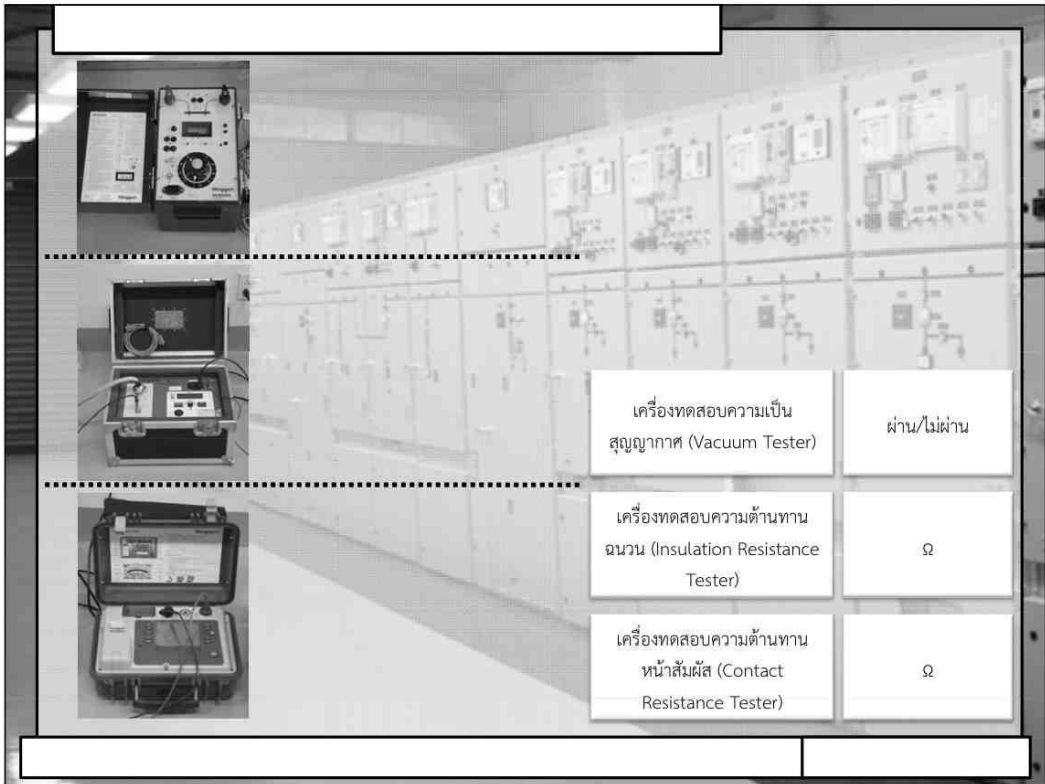 Megger
Megger
เครื่องทดสอบความเป็น
สุญญากาศ (Vacuum Tester)
ผ่าน/ไม่ผ่าน
เครื่องทดสอบความต้านทาน
ฉนวน (Insulation Resistance
Tester)
Ω
เครื่องทดสอบความต้านทาน
หน้าสัมผัส (Contact
Resistance Tester)
Ω